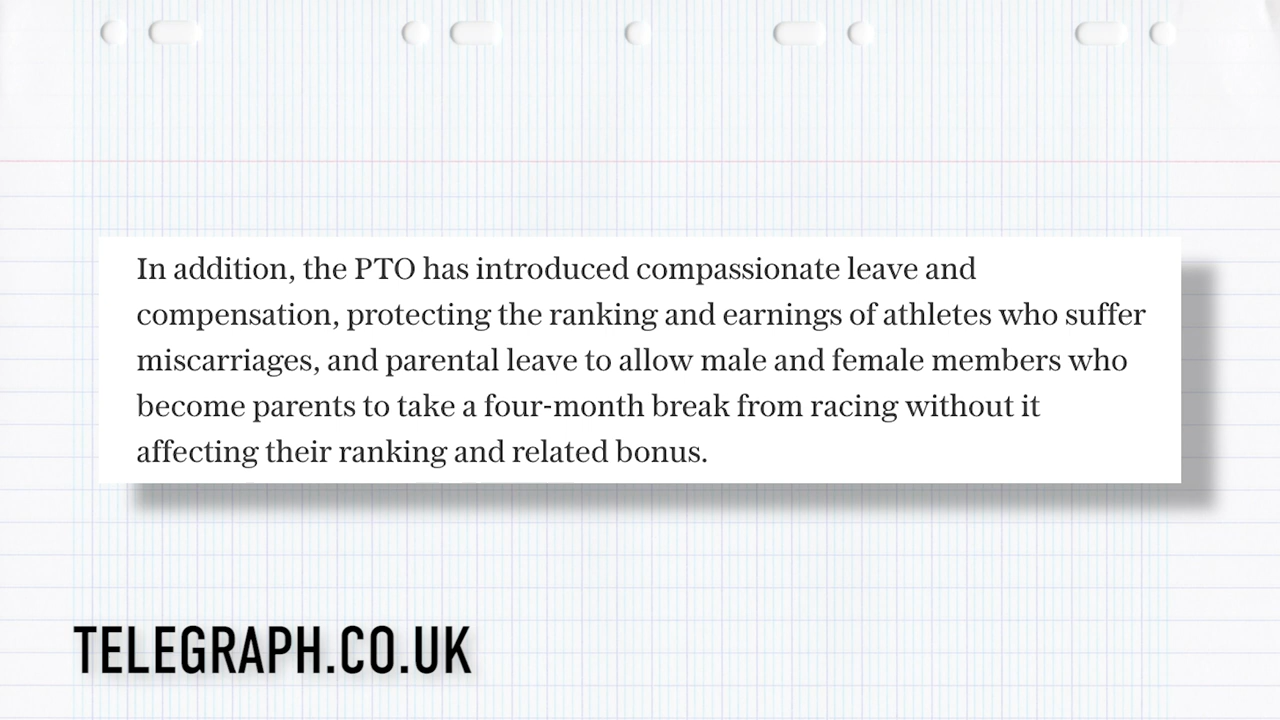 In addition, the PTO has introduced compassionate leave and
compensation, protecting the ranking and earnings of athletes who suffer
miscarriages, and parental leave to allow male and female members who
become parents to take a four-month break from racing without it
affecting their ranking and related bonus.
TELEGRAPH.CO.UK